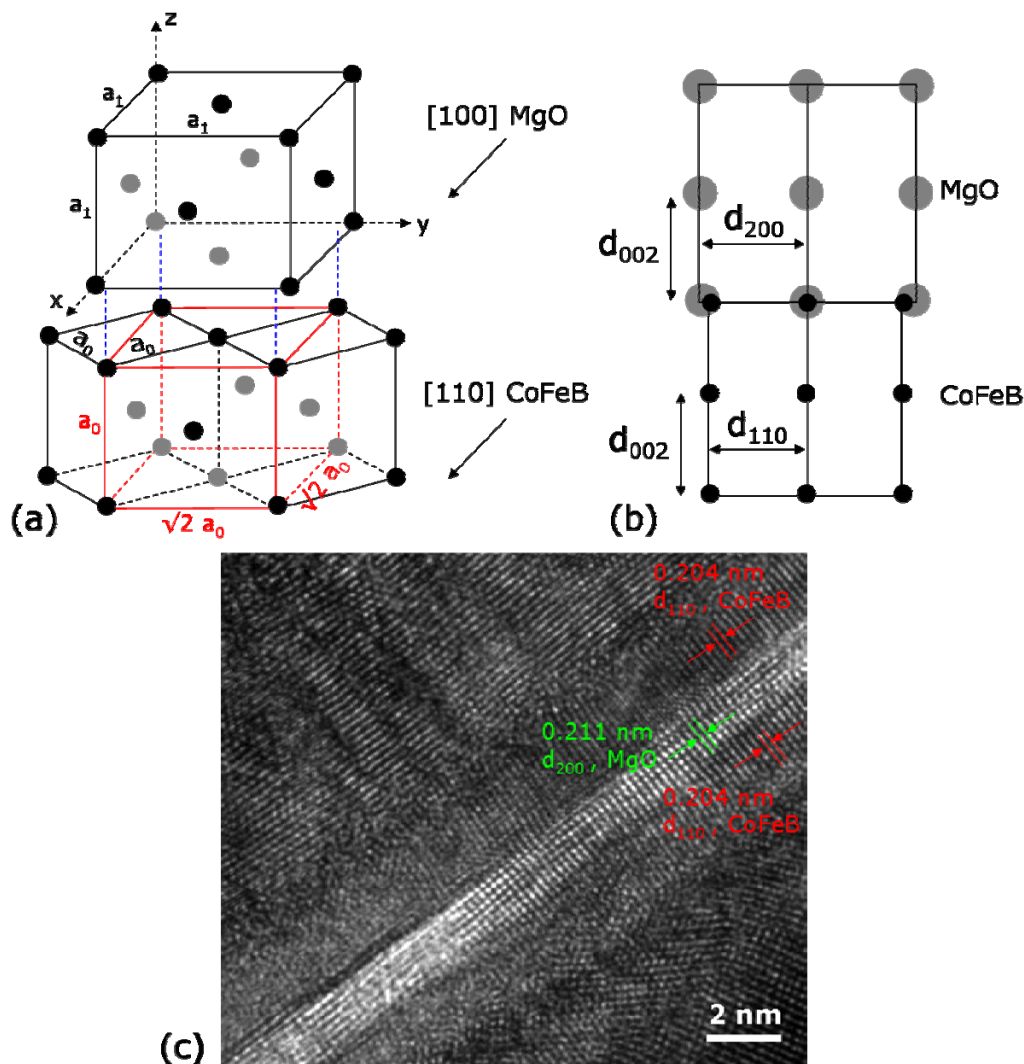 z
a₁
a₁
[100] MgO
a₁
y
x
a₀
a₀
[110] CoFeB
a₀
√2 a₀
√2 a₀
(a)
MgO
d₂₀₀
d₀₀₂
CoFeB
d₁₁₀
d₀₀₂
(b)
0.204 nm
d₁₁₀, CoFeB
0.211 nm
d₂₀₀, MgO
0.204 nm
d₁₁₀, CoFeB
2 nm
(c)